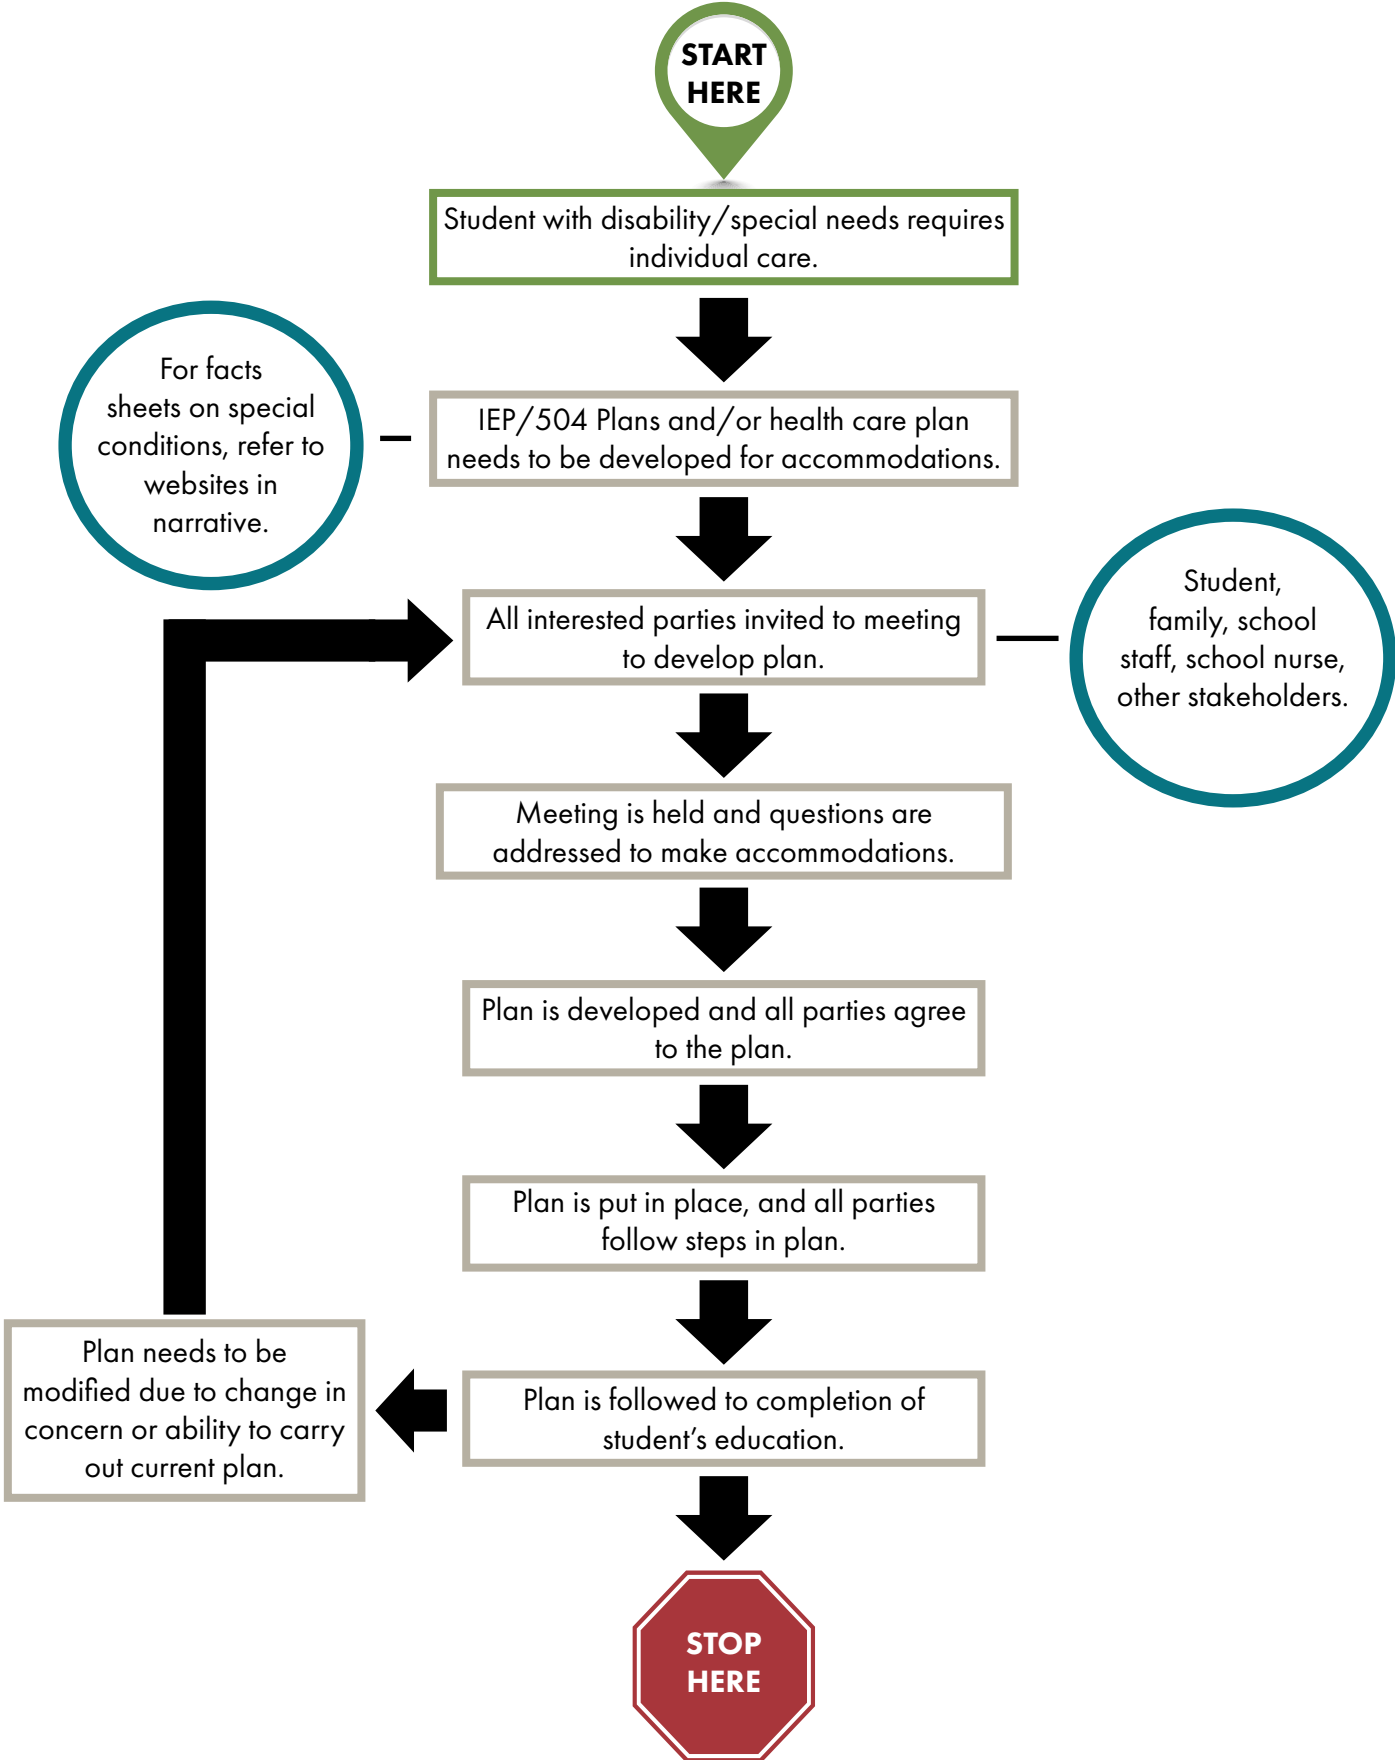 START
HERE
Student with disability/special needs requires
individual care.
For facts
sheets on special
conditions, refer to
websites in
narrative.
IEP/504 Plans and/or health care plan
needs to be developed for accommodations.
All interested parties invited to meeting
to develop plan.
Student,
family, school
staff, school nurse,
other stakeholders.
Meeting is held and questions are
addressed to make accommodations.
Plan is developed and all parties agree
to the plan.
Plan is put in place, and all parties
follow steps in plan.
Plan is followed to completion of
student’s education.
Plan needs to be
modified due to change in
concern or ability to carry
out current plan.
STOP
HERE